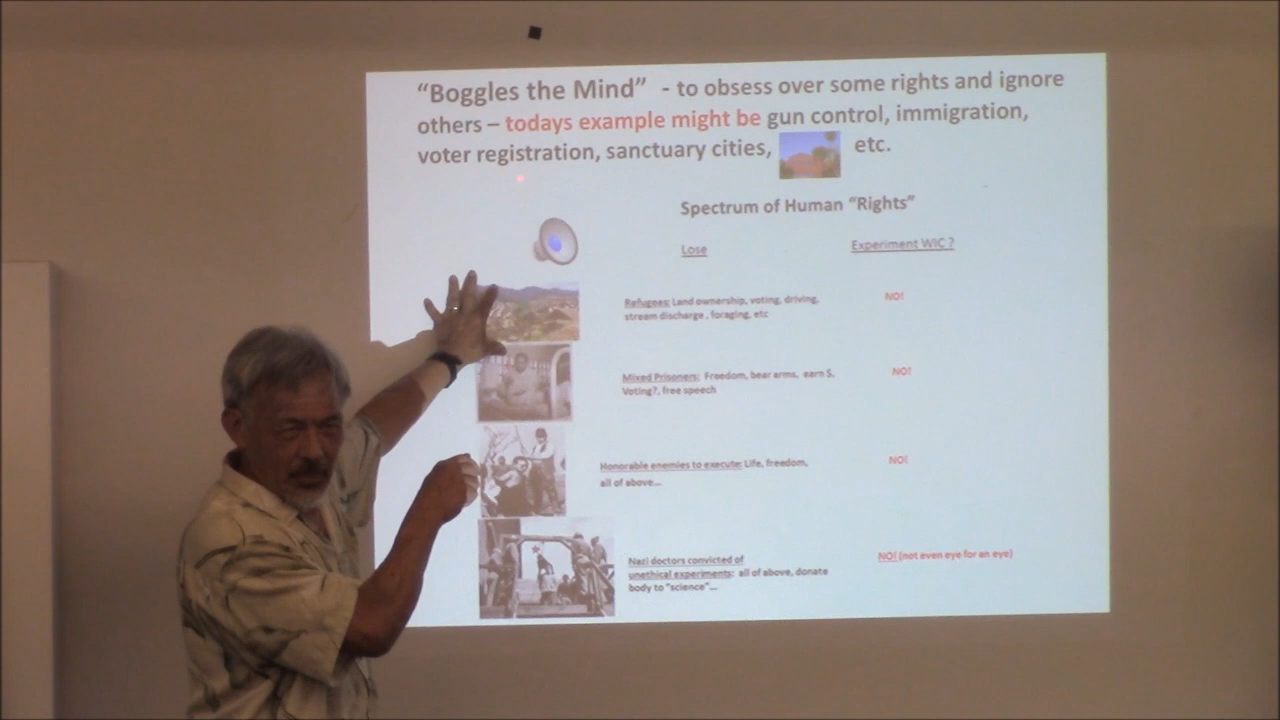 “Boggles the Mind” - to obsess over some rights and ignore
others – todays example might be gun control, immigration,
voter registration, sanctuary cities, etc.
Spectrum of Human “Rights”
Lose Experiment WIC ?
Refugees: Land ownership, voting, driving, NO!
stream discharge , foraging, etc
Mixed Prisoners: Freedom, bear arms, earn $, NO!
Voting?, free speech
Honorable enemies to execute: Life, freedom, NO!
all of above...
Nazi doctors convicted of NO! (not even eye for an eye)
unethical experiments: all of above, donate
body to “science”...